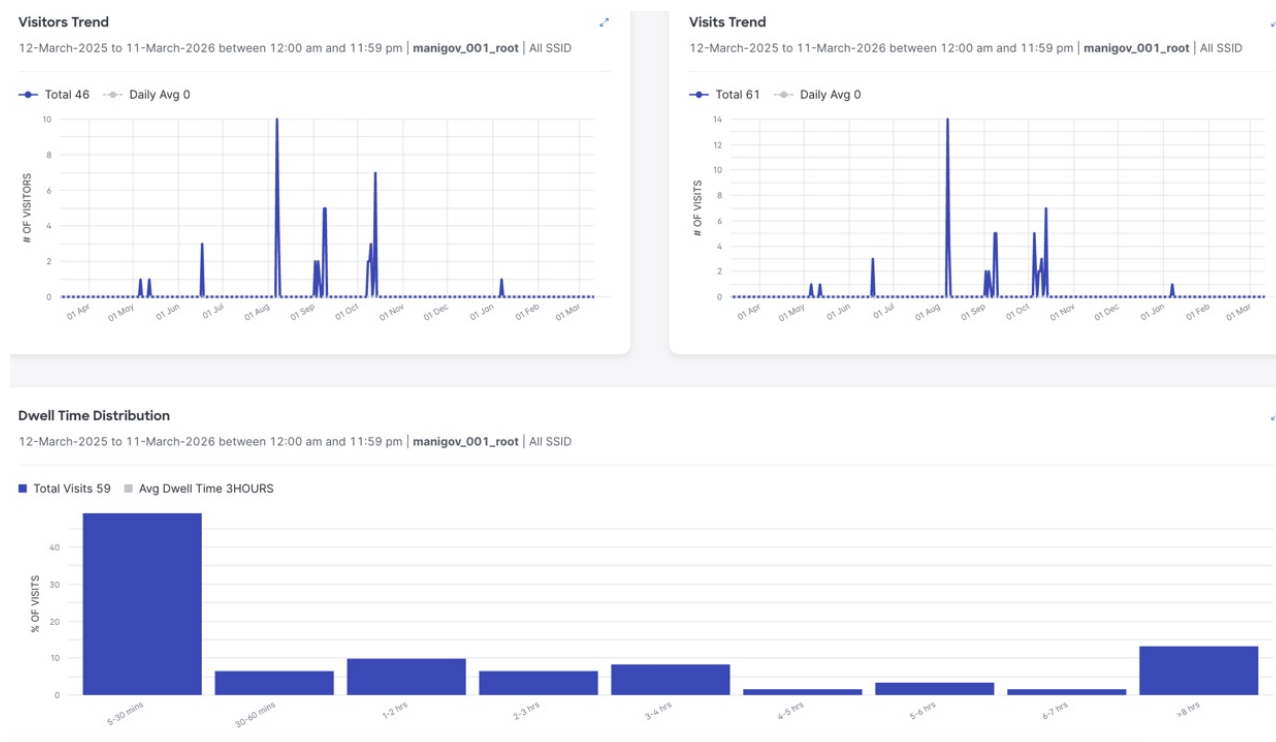 Visitors Trend
12-March-2025 to 11-March-2026 between 12:00 am and 11:59 pm | manigov_001_root | All SSID
Total 46 Daily Avg 0
# OF VISITORS
10
8
6
4
2
0
01 Apr 01 May 01 Jun 01 Jul 01 Aug 01 Sep 01 Oct 01 Nov 01 Dec 01 Jan 01 Feb 01 Mar
Visits Trend
12-March-2025 to 11-March-2026 between 12:00 am and 11:59 pm | manigov_001_root | All SSID
Total 61 Daily Avg 0
# OF VISITS
14
12
10
8
6
4
2
0
01 Apr 01 May 01 Jun 01 Jul 01 Aug 01 Sep 01 Oct 01 Nov 01 Dec 01 Jan 01 Feb 01 Mar
Dwell Time Distribution
12-March-2025 to 11-March-2026 between 12:00 am and 11:59 pm | manigov_001_root | All SSID
Total Visits 59 Avg Dwell Time 3HOURS
% OF VISITS
40
30
20
10
0
5-30 mins 30-60 mins 1-2 hrs 2-3 hrs 3-4 hrs 4-5 hrs 5-6 hrs 6-7 hrs >8 hrs